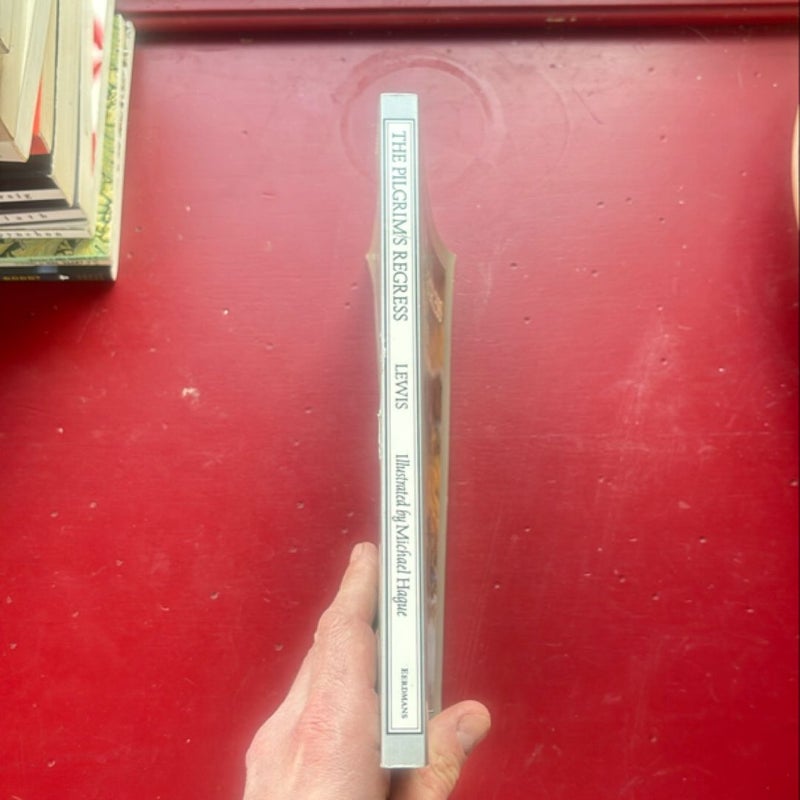 THE PILGRIM'S REGRESS LEWIS Illustrated by Michael Hague EERDMANS